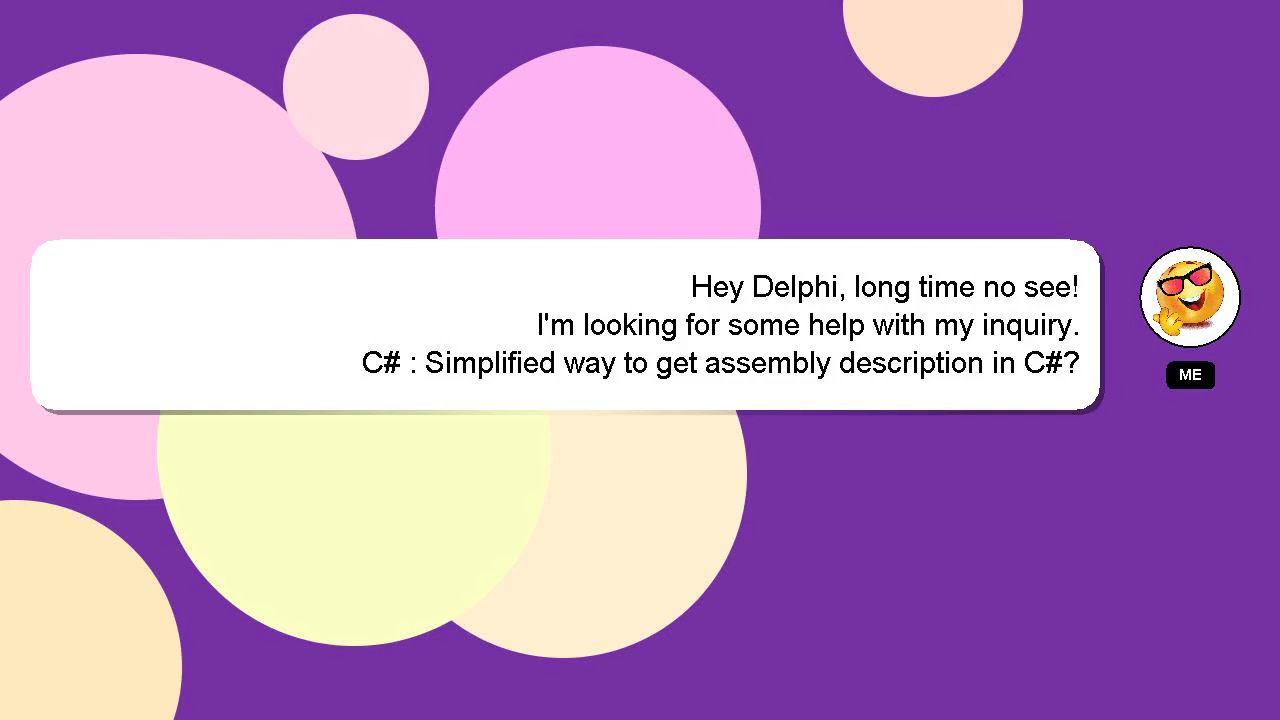 Hey Delphi, long time no see!
I'm looking for some help with my inquiry.
C# : Simplified way to get assembly description in C#?
ME